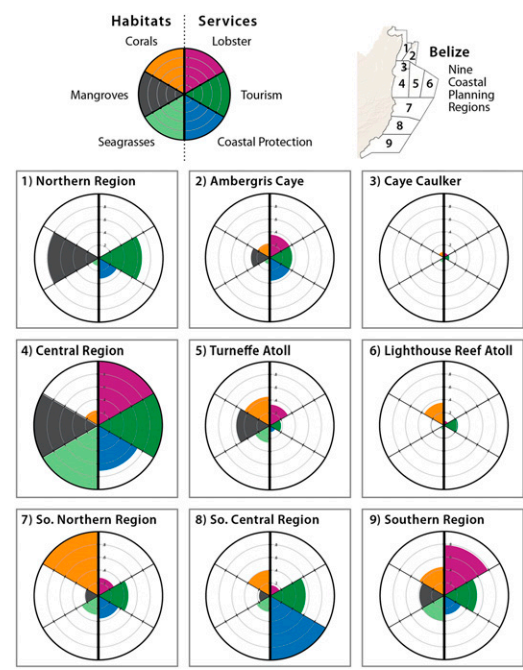 Habitats Services
Corals Lobster
Mangroves Tourism
Seagrasses Coastal Protection
Belize
Nine
Coastal
Planning
Regions
1
2
3
4 5 6
7
8
9
1) Northern Region
2) Ambergris Caye
3) Caye Caulker
4) Central Region
5) Turneffe Atoll
6) Lighthouse Reef Atoll
7) So. Northern Region
8) So. Central Region
9) Southern Region